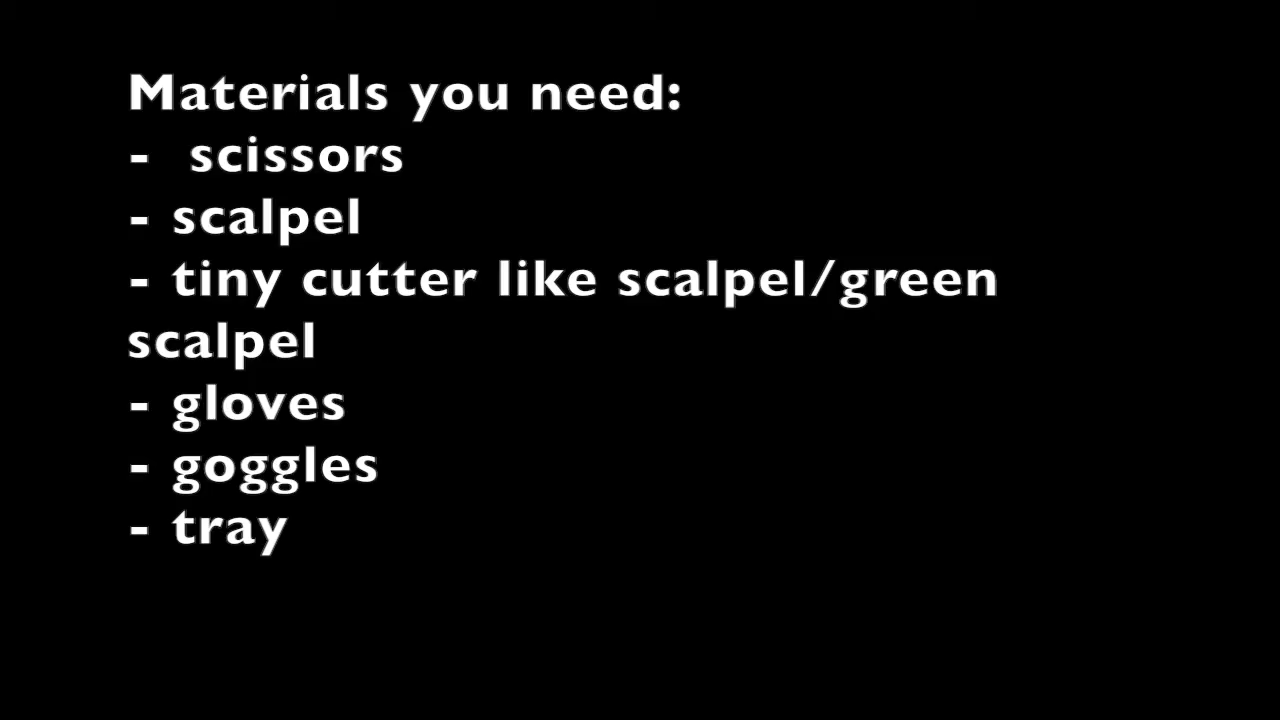 Materials you need:
-  scissors
- scalpel
- tiny cutter like scalpel/green
scalpel
- gloves
- goggles
- tray